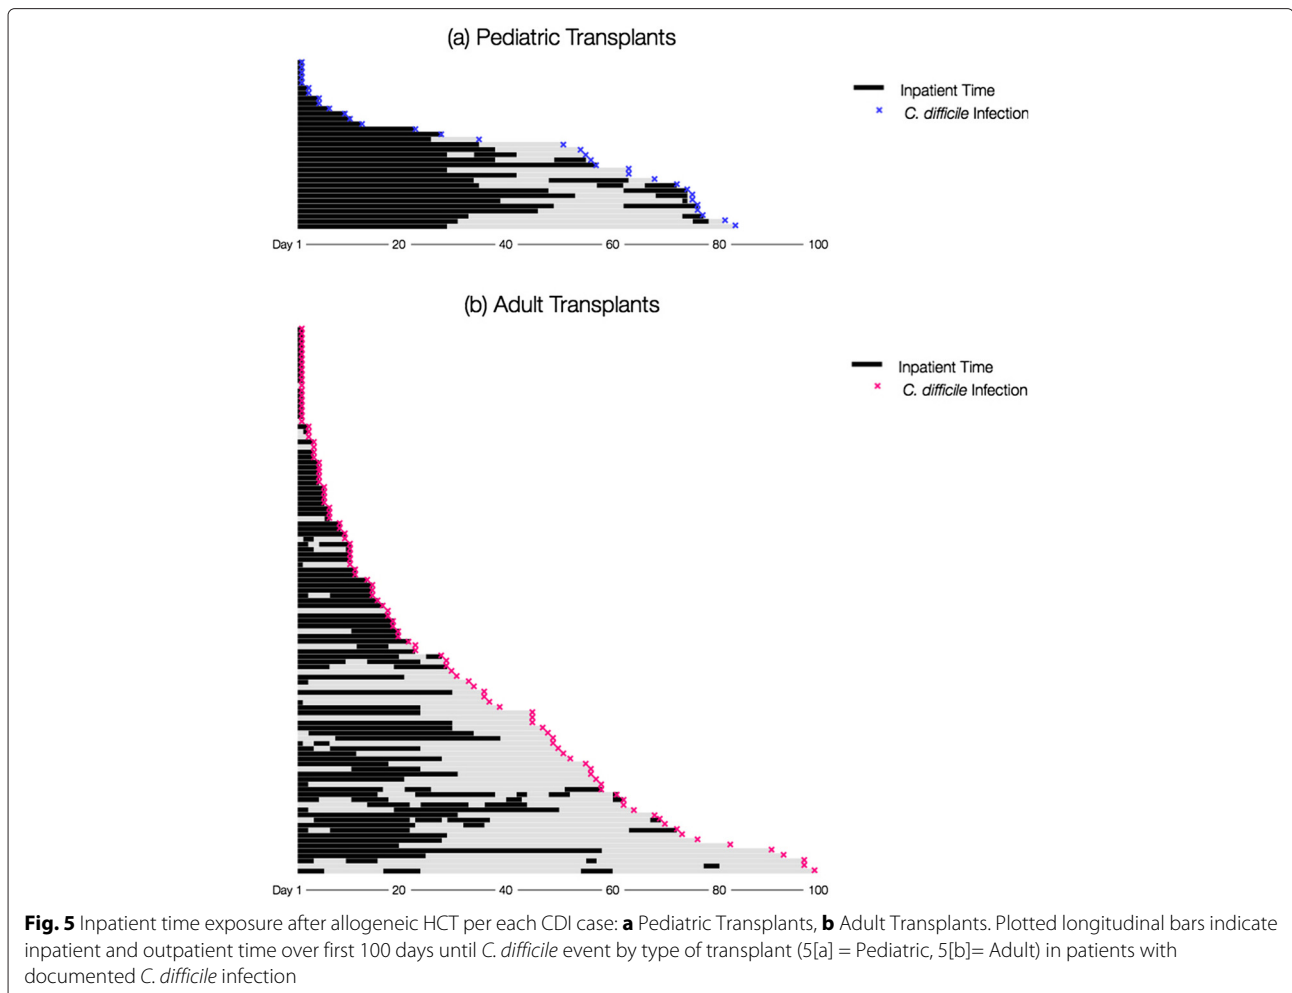 (a) Pediatric Transplants
Inpatient Time
C. difficile Infection
Day 1 20 40 60 80 100
(b) Adult Transplants
Inpatient Time
C. difficile Infection
Day 1 20 40 60 80 100
Fig. 5 Inpatient time exposure after allogeneic HCT per each CDI case: a Pediatric Transplants, b Adult Transplants. Plotted longitudinal bars indicate
inpatient and outpatient time over first 100 days until C. difficile event by type of transplant (5[a] = Pediatric, 5[b]= Adult) in patients with
documented C. difficile infection